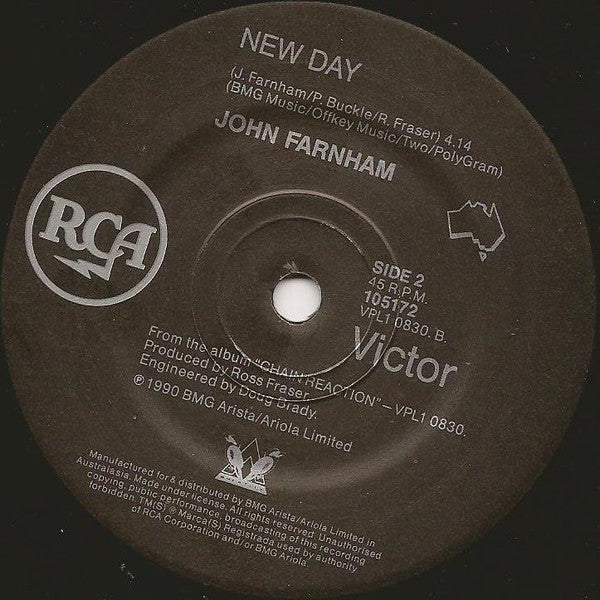 NEW DAY
(J. Farnham/P. Buckle/R. Fraser) 4.14
(BMG Music/Offkey Music/Two/PolyGram)
JOHN FARNHAM
RCA
SIDE 2
45 R.P.M.
105172
VPL1 0830. B.
Victor
From the album "CHAIN REACTION" – VPL1 0830.
Produced by Ross Fraser.
Engineered by Doug Brady.
℗ 1990 BMG Arista/Ariola Limited
Manufactured for & distributed by BMG Arista/Ariola Limited in
Australasia. Made under license. All rights reserved. Unauthorised
copying, public performance, broadcasting of this recording
forbidden. TM(S) ® Marca(S) Registrada used by authority
of RCA Corporation and/or BMG Ariola.